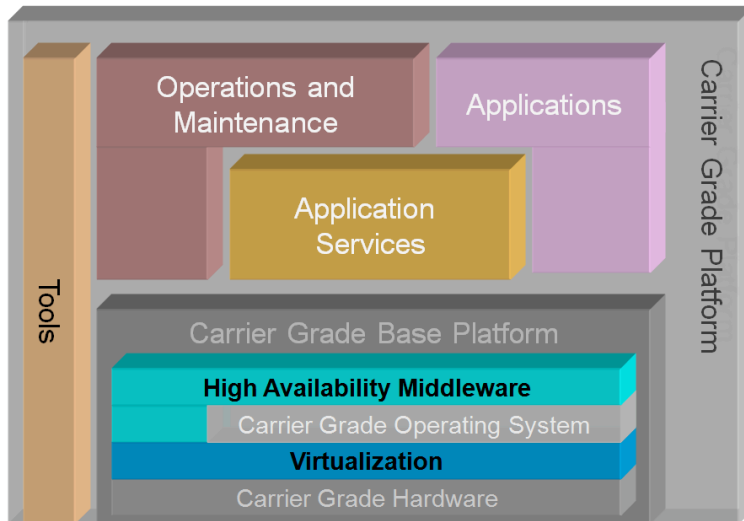 Operations and
Maintenance
Applications
Application
Services
Tools
Carrier Grade Platform
Carrier Grade Base Platform
High Availability Middleware
Carrier Grade Operating System
Virtualization
Carrier Grade Hardware